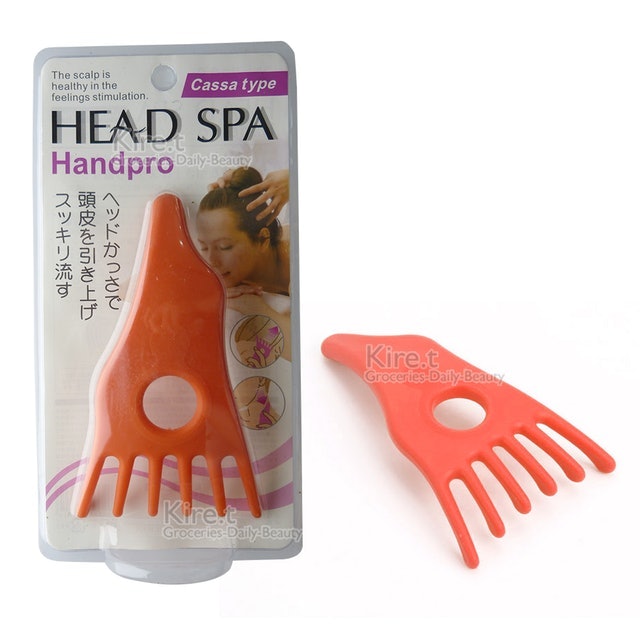 The scalp is
healthy in the
feelings stimulation.
Cassa type
HEAD SPA
Kire.t
Groceries-Daily-Beauty
Handpro
ヘッドかっさで
頭皮を引き上げ
スッキリ流す
Kire.t
Groceries-Daily-Beauty
Kire.t
Groceries-Daily-Beauty